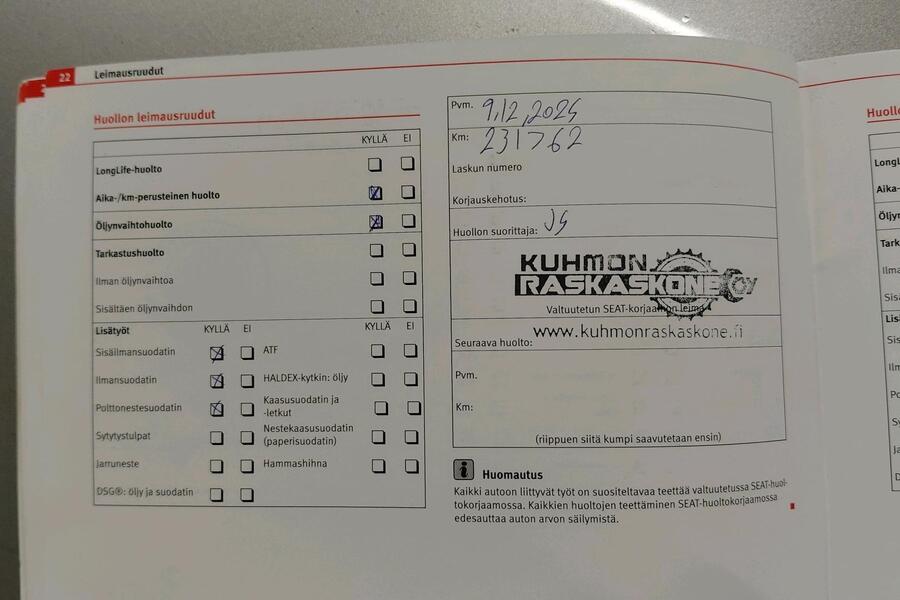 22 Leimausruudut
Huollon leimausruudut
KYLLÄ EI
LongLife-huolto
Aika-/km-perusteinen huolto
Öljynvaihtohuolto
Tarkastushuolto
Ilman öljynvaihtoa
Sisältäen öljynvaihdon
Lisätyöt KYLLÄ EI KYLLÄ EI
Sisäilmansuodatin ATF
Ilmansuodatin HALDEX-kytkin: öljy
Polttonestesuodatin Kaasusuodatin ja
-letkut
Sytytystulpat Nestekaasusuodatin
(paperisuodatin)
Jarruneste Hammashihna
DSG®: öljy ja suodatin
Pvm. 9.12.2025
Km: 231762
Laskun numero
Korjauskehotus:
Huollon suorittaja: JS
KUHMON
RASKASKONE OY
Valtuutetun SEAT-korjaamon leima
www.kuhmonraskaskone.fi
Seuraava huolto:
Pvm.
Km:
(riippuen siitä kumpi saavutetaan ensin)
i Huomautus
Kaikki autoon liittyvät työt on suositeltavaa teettää valtuutetussa SEAT-huol-
tokorjaamossa. Kaikkien huoltojen teettäminen SEAT-huoltokorjaamossa
edesauttaa auton arvon säilymistä.